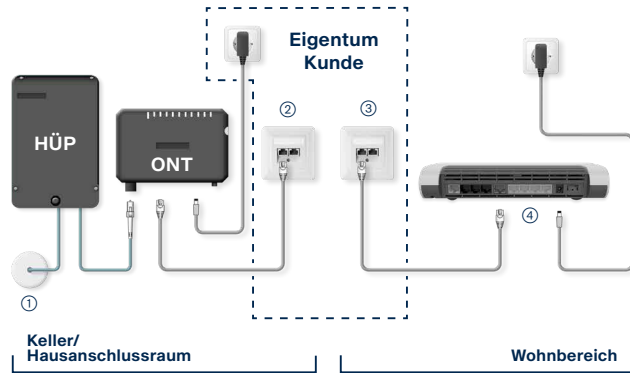 Eigentum
Kunde
②
③
HÜP
ONT
④
①
Keller/
Hausanschlussraum
Wohnbereich